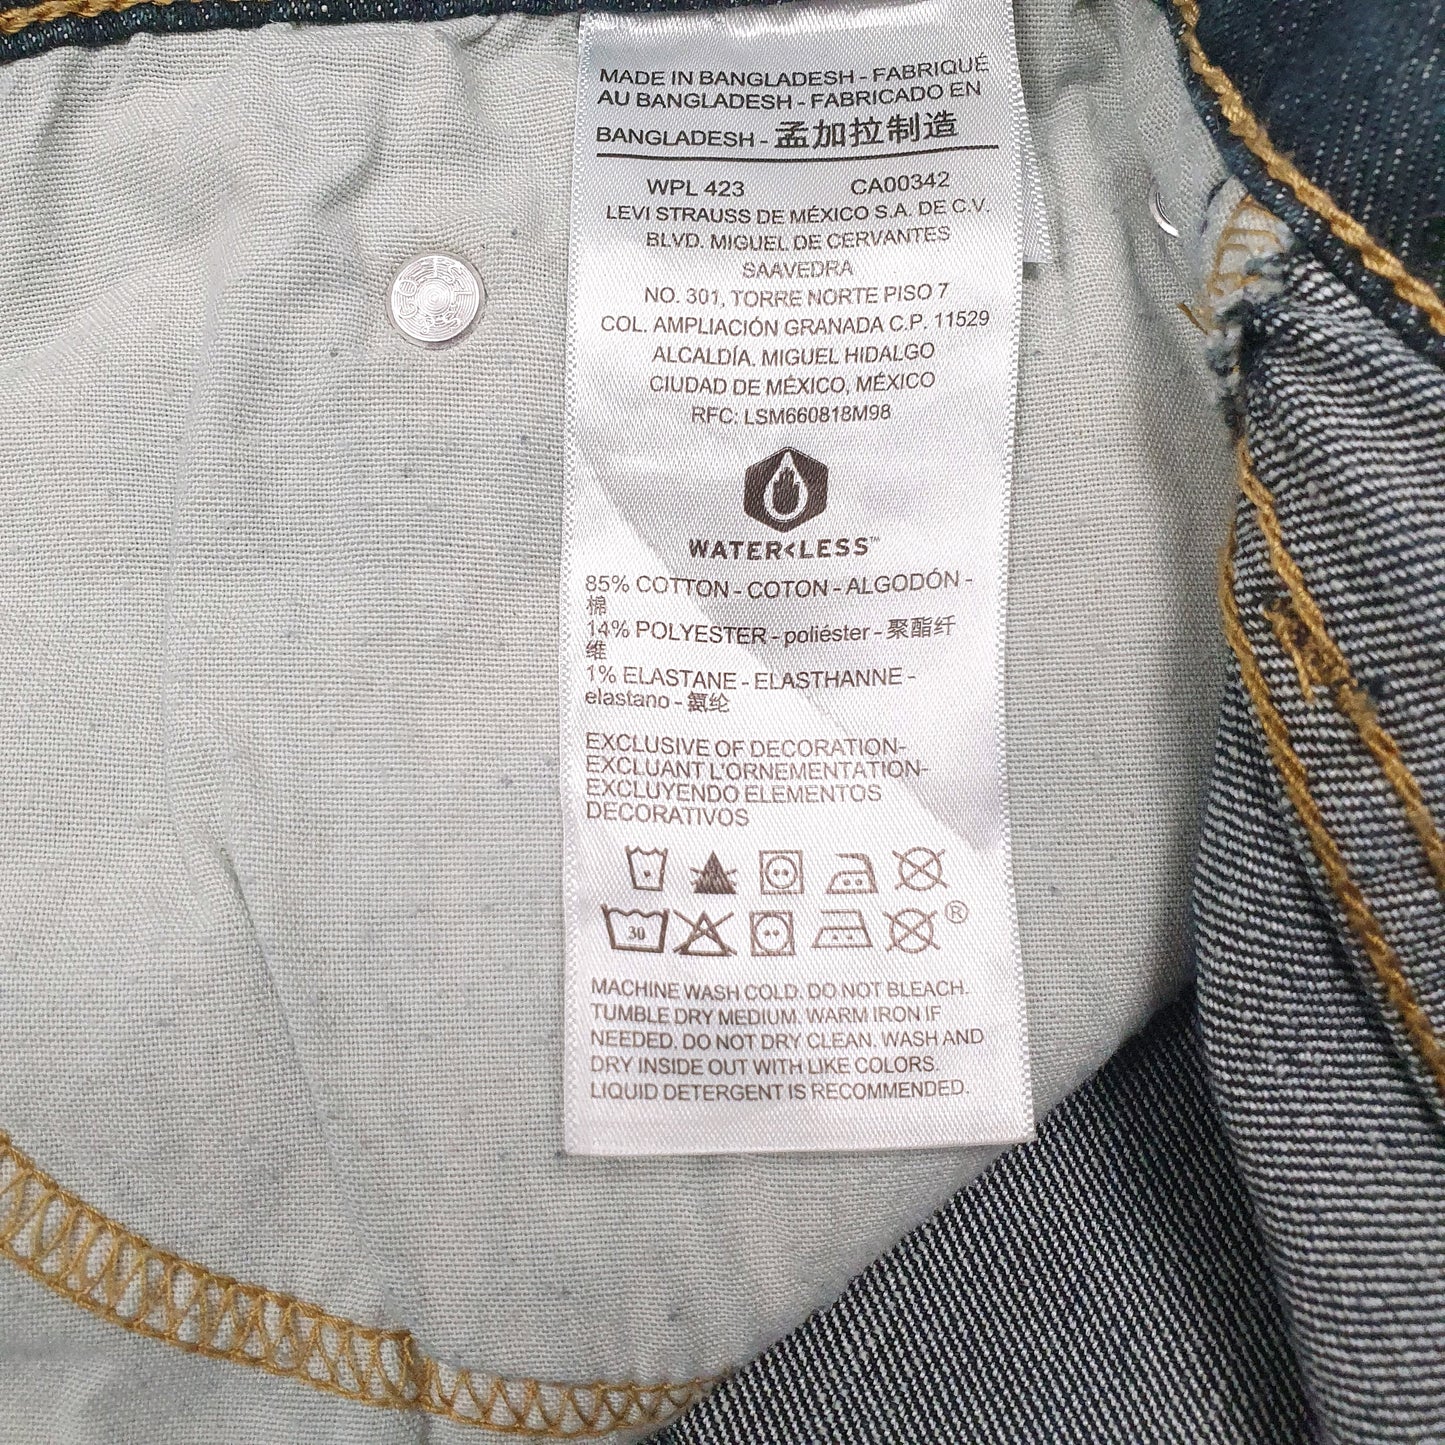 MADE IN BANGLADESH - FABRIQUÉ
AU BANGLADESH - FABRICADO EN
BANGLADESH - 孟加拉制造
WPL 423 CA00342
LEVI STRAUSS DE MÉXICO S.A. DE C.V.
BLVD. MIGUEL DE CERVANTES
SAAVEDRA
NO. 301, TORRE NORTE PISO 7
COL. AMPLIACIÓN GRANADA C.P. 11529
ALCALDÍA. MIGUEL HIDALGO
CIUDAD DE MÉXICO, MÉXICO
RFC: LSM660818M98
WATER<LESS™
85% COTTON - COTON - ALGODÓN -
棉
14% POLYESTER - poliéster - 聚酯纤
维
1% ELASTANE - ELASTHANNE -
elastano - 氨纶
EXCLUSIVE OF DECORATION-
EXCLUANT L'ORNEMENTATION-
EXCLUYENDO ELEMENTOS
DECORATIVOS
30 ®
MACHINE WASH COLD. DO NOT BLEACH.
TUMBLE DRY MEDIUM. WARM IRON IF
NEEDED. DO NOT DRY CLEAN. WASH AND
DRY INSIDE OUT WITH LIKE COLORS.
LIQUID DETERGENT IS RECOMMENDED.